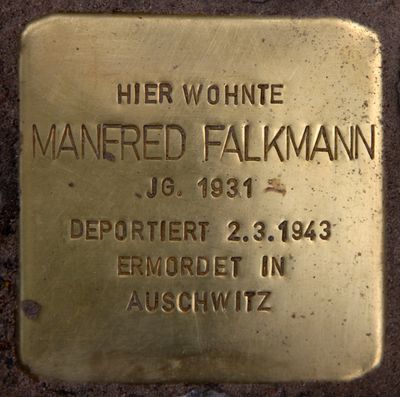 HIER WOHNTE
MANFRED FALKMANN
JG. 1931
DEPORTIERT 2.3.1943
ERMORDET IN
AUSCHWITZ